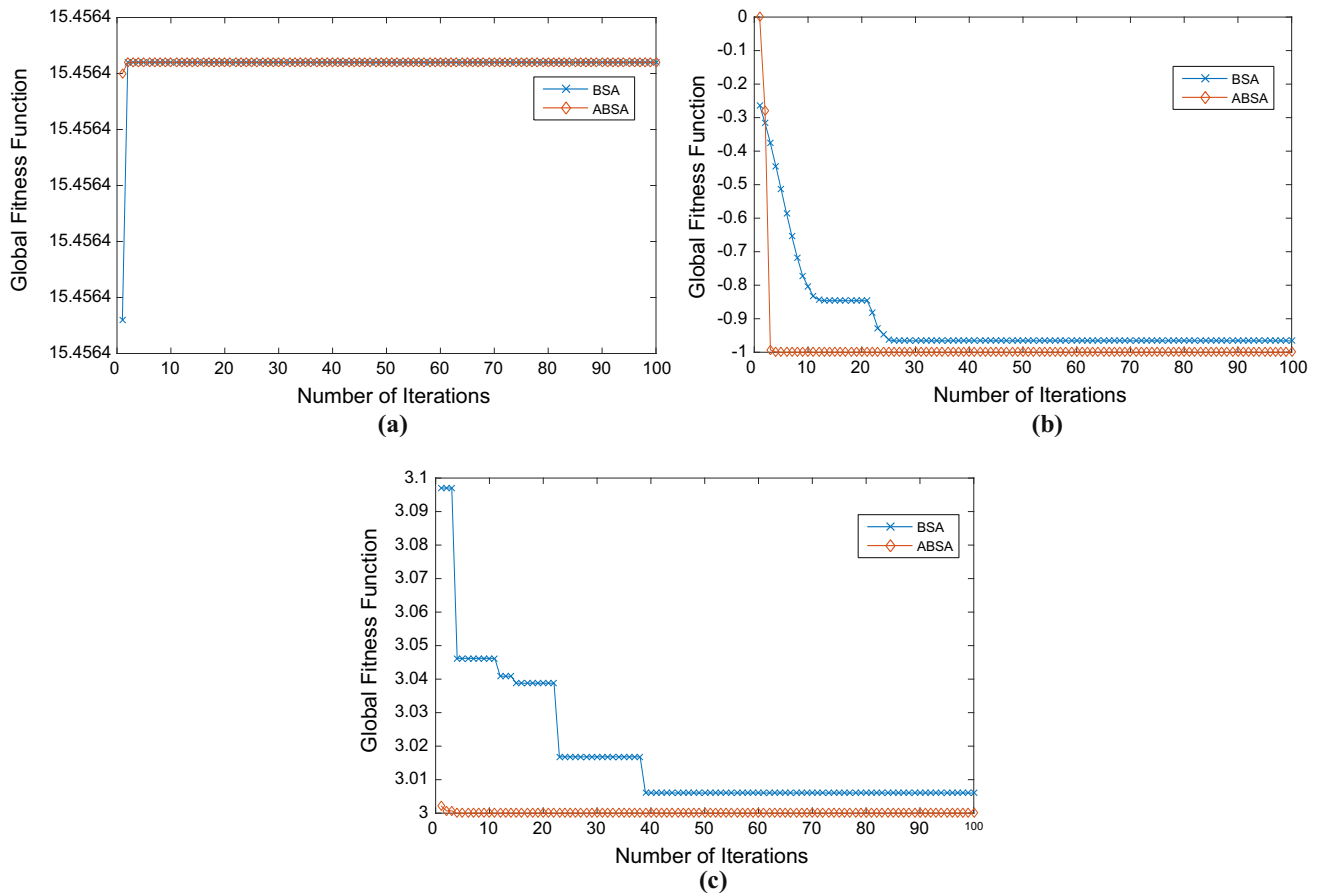 15.4564
15.4564
15.4564
15.4564
15.4564
15.4564
15.4564
Global Fitness Function
0 10 20 30 40 50 60 70 80 90 100
Number of Iterations
BSA
ABSA
(a)
0
-0.1
-0.2
-0.3
-0.4
-0.5
-0.6
-0.7
-0.8
-0.9
-1
Global Fitness Function
0 10 20 30 40 50 60 70 80 90 100
Number of Iterations
BSA
ABSA
(b)
3.1
3.09
3.08
3.07
3.06
3.05
3.04
3.03
3.02
3.01
3
Global Fitness Function
0 10 20 30 40 50 60 70 80 90 100
Number of Iterations
BSA
ABSA
(c)